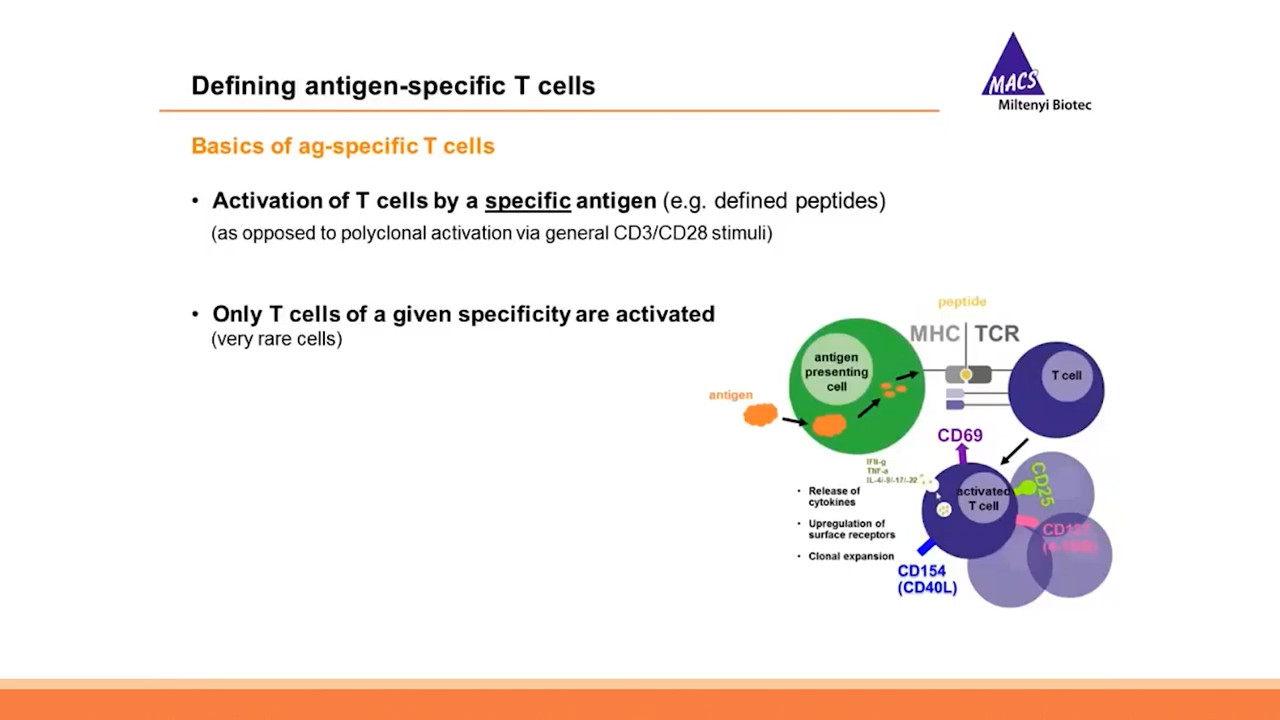 Defining antigen-specific T cells
MACS
Miltenyi Biotec
Basics of ag-specific T cells
• Activation of T cells by a specific antigen (e.g. defined peptides)
(as opposed to polyclonal activation via general CD3/CD28 stimuli)
• Only T cells of a given specificity are activated
(very rare cells)
peptide
MHC TCR
antigen
presenting
cell
T cell
antigen
CD69
IFN-g
TNF-a
IL-4/-9/-17/-22
CD25
• Release of
cytokines
• Upregulation of
surface receptors
• Clonal expansion
activated
T cell
CD137
(4-1BB)
CD154
(CD40L)